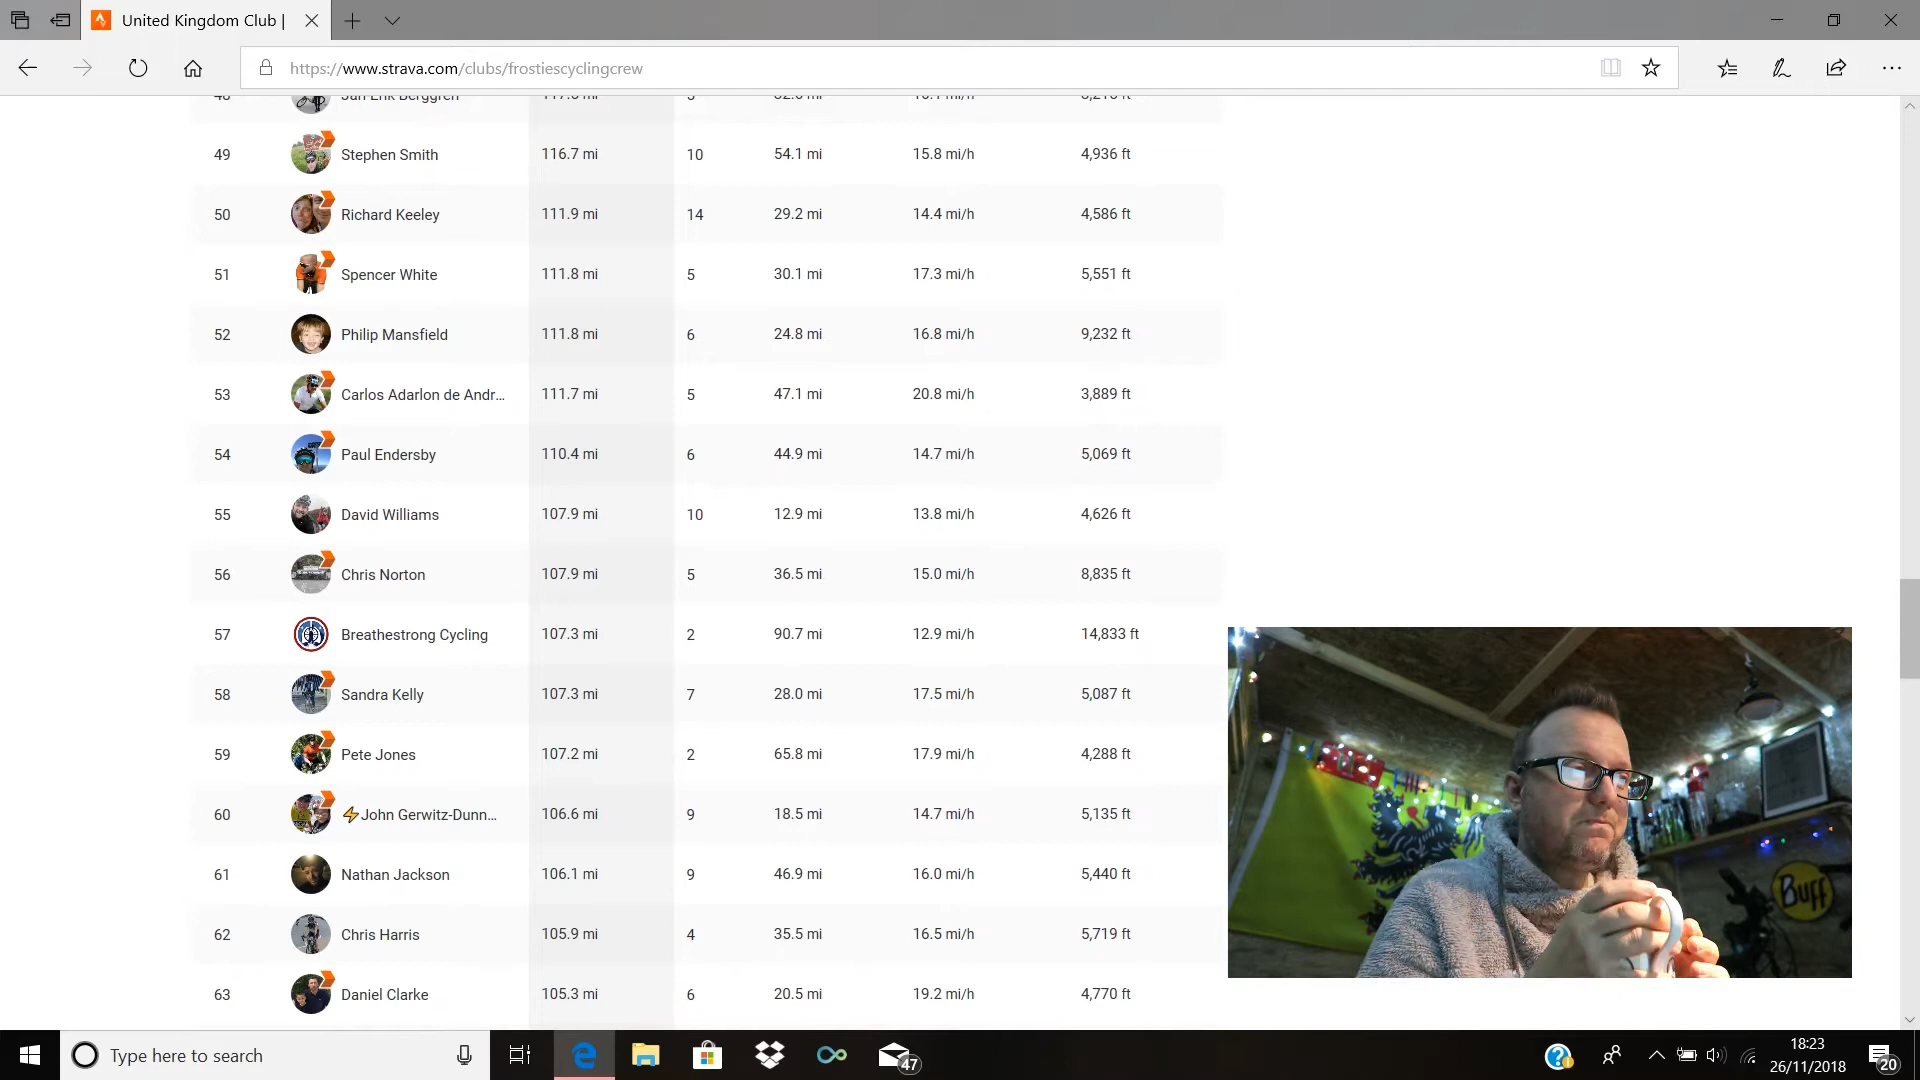 United Kingdom Club |
https://www.strava.com/clubs/frostiescyclingcrew
48 Jan Erik Berggren
49 Stephen Smith 116.7 mi 10 54.1 mi 15.8 mi/h 4,936 ft
50 Richard Keeley 111.9 mi 14 29.2 mi 14.4 mi/h 4,586 ft
51 Spencer White 111.8 mi 5 30.1 mi 17.3 mi/h 5,551 ft
52 Philip Mansfield 111.8 mi 6 24.8 mi 16.8 mi/h 9,232 ft
53 Carlos Adarlon de Andr... 111.7 mi 5 47.1 mi 20.8 mi/h 3,889 ft
54 Paul Endersby 110.4 mi 6 44.9 mi 14.7 mi/h 5,069 ft
55 David Williams 107.9 mi 10 12.9 mi 13.8 mi/h 4,626 ft
56 Chris Norton 107.9 mi 5 36.5 mi 15.0 mi/h 8,835 ft
57 Breathestrong Cycling 107.3 mi 2 90.7 mi 12.9 mi/h 14,833 ft
58 Sandra Kelly 107.3 mi 7 28.0 mi 17.5 mi/h 5,087 ft
59 Pete Jones 107.2 mi 2 65.8 mi 17.9 mi/h 4,288 ft
60 ⚡John Gerwitz-Dunn... 106.6 mi 9 18.5 mi 14.7 mi/h 5,135 ft
61 Nathan Jackson 106.1 mi 9 46.9 mi 16.0 mi/h 5,440 ft
62 Chris Harris 105.9 mi 4 35.5 mi 16.5 mi/h 5,719 ft
63 Daniel Clarke 105.3 mi 6 20.5 mi 19.2 mi/h 4,770 ft
BUFF
Type here to search
47
18:23
26/11/2018
20